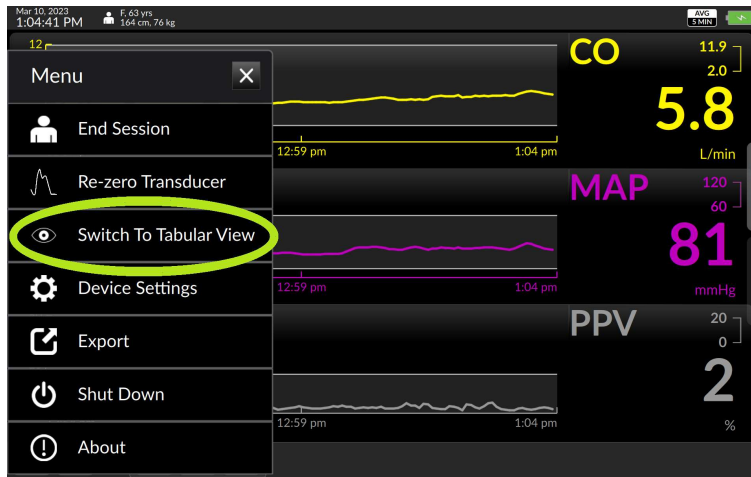 Mar 10, 2023
1:04:41 PM
F, 63 yrs
164 cm, 76 kg
AVG
5 MIN
12
Menu
X
End Session
Re-zero Transducer
Switch To Tabular View
Device Settings
Export
Shut Down
About
12:59 pm
1:04 pm
CO
11.9
2.0
5.8
L/min
12:59 pm
1:04 pm
MAP
120
60
81
mmHg
12:59 pm
1:04 pm
PPV
20
0
2
%